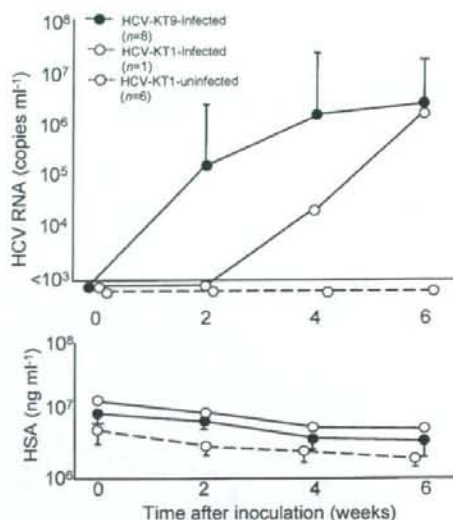 HCV-KT9-Infected
(n=8)
HCV-KT1-Infected
(n=1)
HCV-KT1-uninfected
(n=6)
HCV RNA (copies ml⁻¹)
10⁸
10⁷
10⁶
10⁵
10⁴
<10³
0 2 4 6
HSA (ng ml⁻¹)
10⁸
10⁷
10⁶
0 2 4 6
Time after inoculation (weeks)